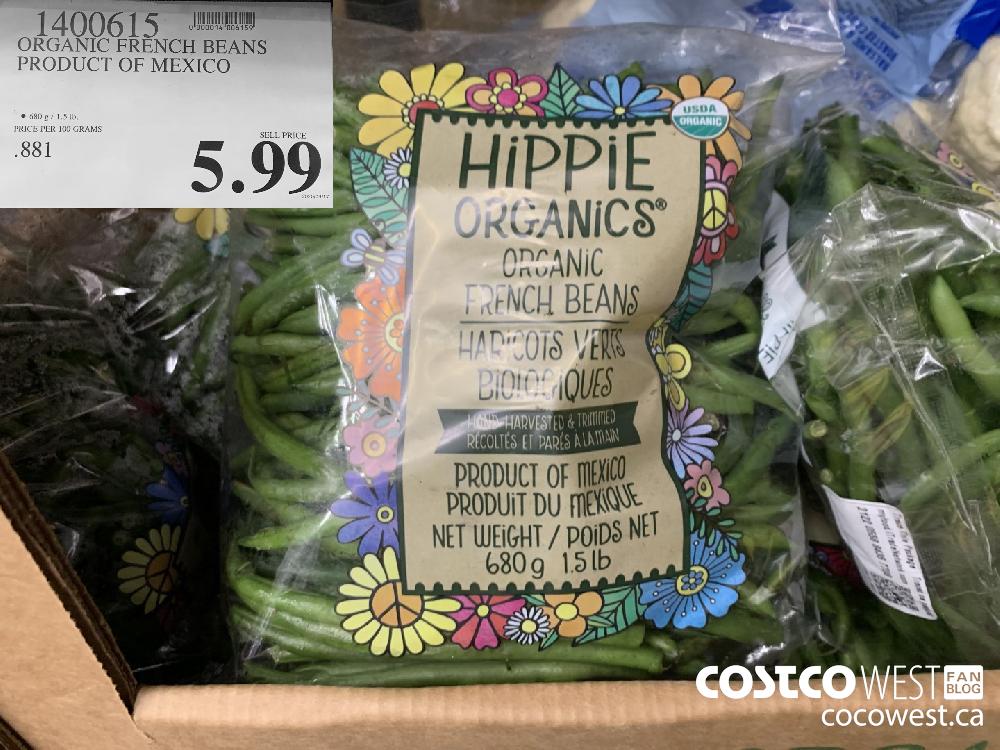 1400615
ORGANIC FRENCH BEANS
PRODUCT OF MEXICO
• 680 g / 1.5 lb.
PRICE PER 100 GRAMS
.881
SELL PRICE
5.99
USDA
ORGANIC
HiPPiE
ORGANiCS®
ORGANiC
FRENCH BEANS
HARiCOTS VERTS
BiOLOGiQUES
HAND-HARVESTED & TRiMMED
RÉCOLTÉS ET PARÉS À LA MAiN
PRODUCT OF MEXiCO
PRODUiT DU MEXiQUE
NET WEiGHT / POiDS NET
680g 1.5lb
COSTCO WEST FAN BLOG
cocowest.ca